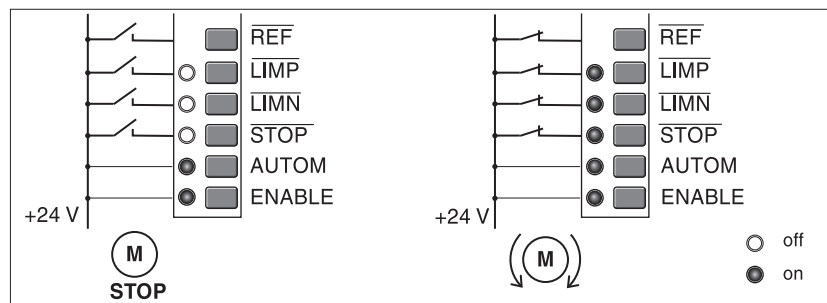 REF
LIMP
LIMN
STOP
AUTOM
ENABLE
+24 V
M
STOP
REF
LIMP
LIMN
STOP
AUTOM
ENABLE
+24 V
M
off
on